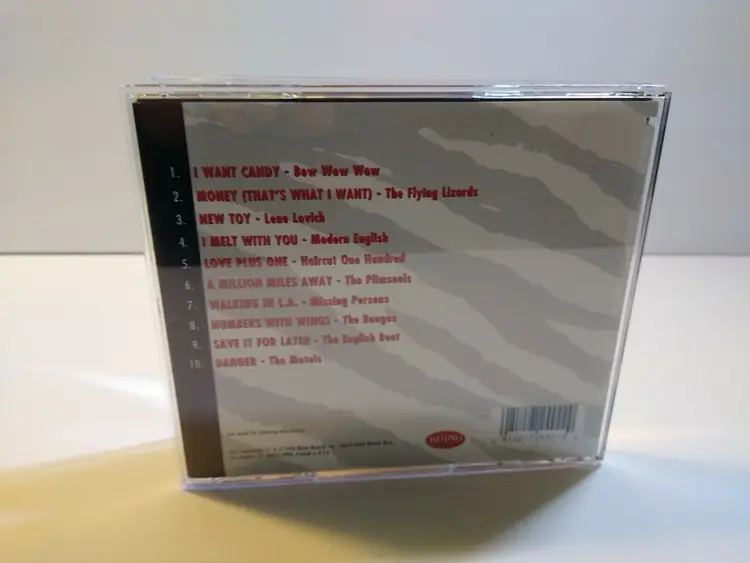 1. I WANT CANDY - Bow Wow Wow
2. MONEY (THAT'S WHAT I WANT) - The Flying Lizards
3. NEW TOY - Lene Lovich
4. I MELT WITH YOU - Modern English
5. LOVE PLUS ONE - Haircut One Hundred
6. A MILLION MILES AWAY - The Plimsouls
7. WALKING IN L.A. - Missing Persons
8. NUMBERS WITH WINGS - The Bongos
9. SAVE IT FOR LATER - The English Beat
10. DANGER - The Motels
RHINO